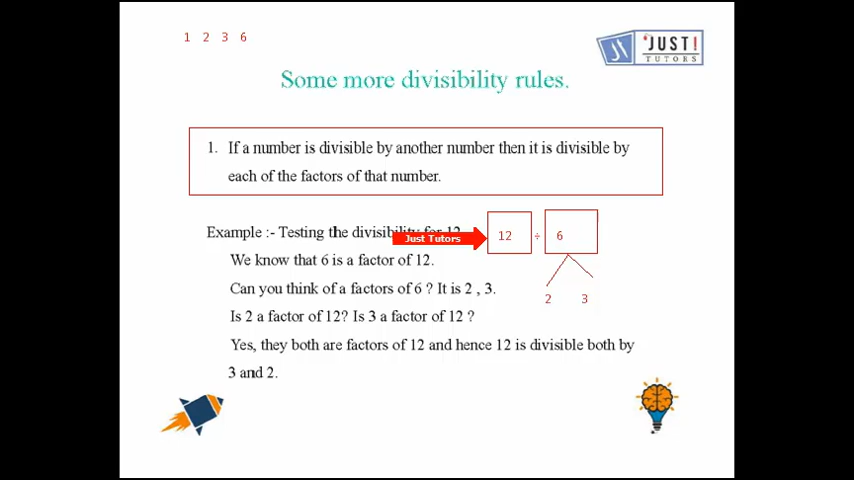 1 2 3 6
JUST!
TUTORS
Some more divisibility rules.
1. If a number is divisible by another number then it is divisible by
each of the factors of that number.
Example :- Testing the divisibility for 12
Just Tutors
12 ÷ 6
We know that 6 is a factor of 12.
Can you think of a factors of 6 ? It is 2 , 3.
2 3
Is 2 a factor of 12? Is 3 a factor of 12 ?
Yes, they both are factors of 12 and hence 12 is divisible both by
3 and 2.